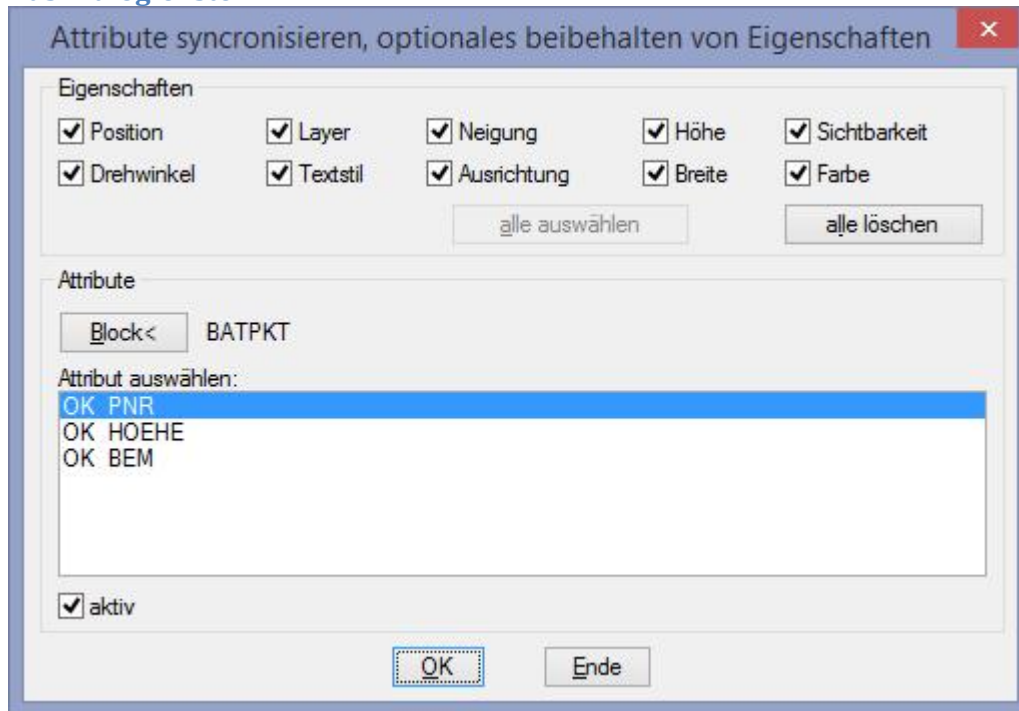 Attribute syncronisieren, optionales beibehalten von Eigenschaften
Eigenschaften
Position Layer Neigung Höhe Sichtbarkeit
Drehwinkel Textstil Ausrichtung Breite Farbe
alle auswählen alle löschen
Attribute
Block< BATPKT
Attribut auswählen:
OK PNR
OK HOEHE
OK BEM
aktiv
OK Ende